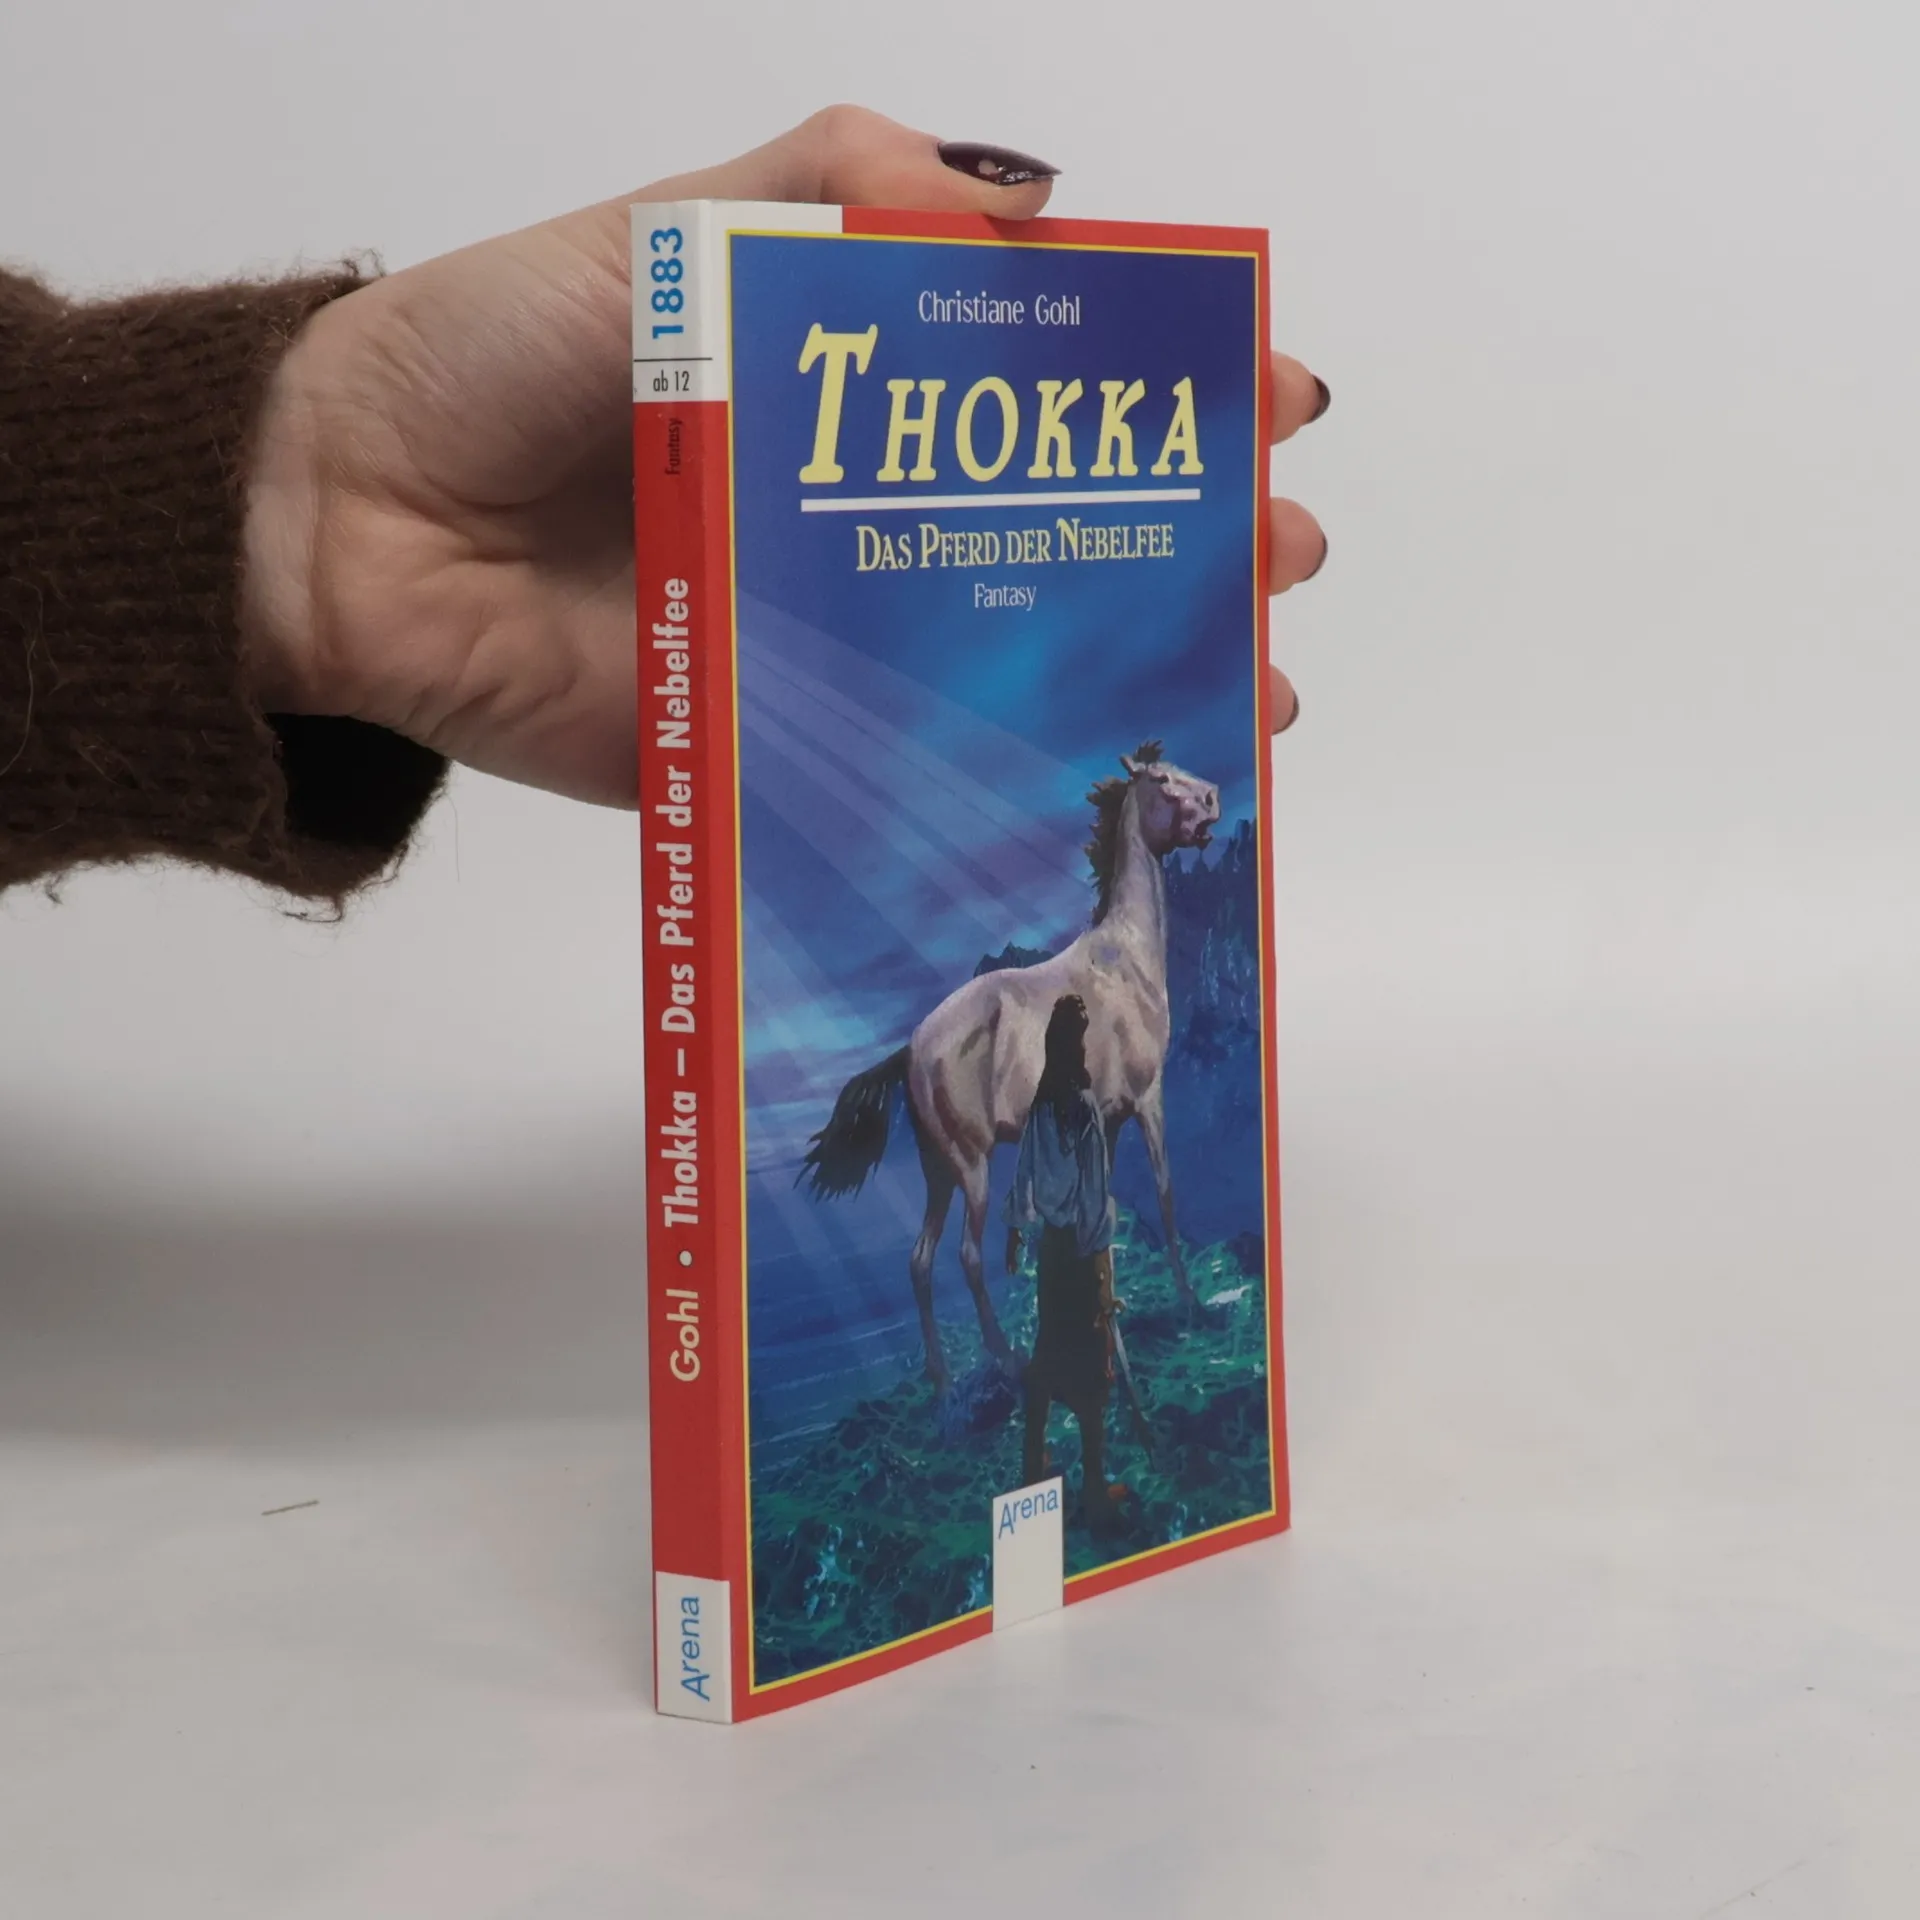 1883
ab 12
Fantasy
Gohl • Thokka – Das Pferd der Nebelfee
Arena
Christiane Gohl
THOKKA
DAS PFERD DER NEBELFEE
Fantasy
Arena